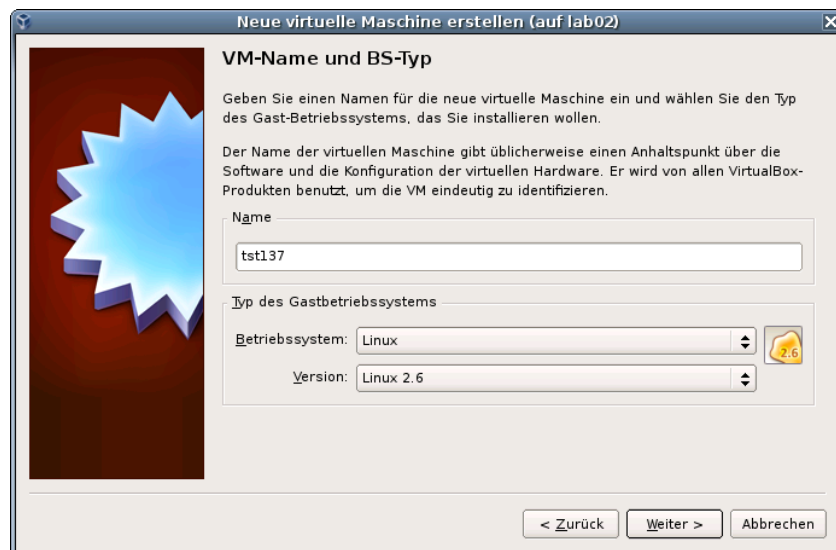 Neue virtuelle Maschine erstellen (auf lab02)
VM-Name und BS-Typ
Geben Sie einen Namen für die neue virtuelle Maschine ein und wählen Sie den Typ
des Gast-Betriebssystems, das Sie installieren wollen.
Der Name der virtuellen Maschine gibt üblicherweise einen Anhaltspunkt über die
Software und die Konfiguration der virtuellen Hardware. Er wird von allen VirtualBox-
Produkten benutzt, um die VM eindeutig zu identifizieren.
Name
tst137
Typ des Gastbetriebssystems
Betriebssystem: Linux
2.6
Version: Linux 2.6
< Zurück Weiter > Abbrechen